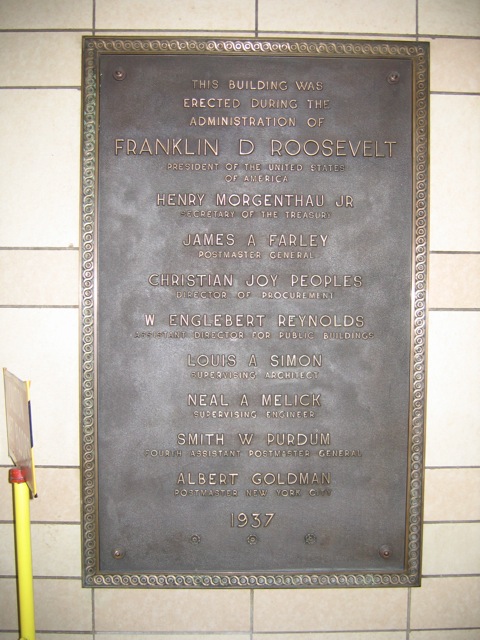 THIS BUILDING WAS
ERECTED DURING THE
ADMINISTRATION OF
FRANKLIN D ROOSEVELT
PRESIDENT OF THE UNITED STATES
OF AMERICA
HENRY MORGENTHAU JR
SECRETARY OF THE TREASURY
JAMES A FARLEY
POSTMASTER GENERAL
CHRISTIAN JOY PEOPLES
DIRECTOR OF PROCUREMENT
W ENGLEBERT REYNOLDS
ASSISTANT DIRECTOR FOR PUBLIC BUILDINGS
LOUIS A SIMON
SUPERVISING ARCHITECT
NEAL A MELICK
SUPERVISING ENGINEER
SMITH W PURDUM
FOURTH ASSISTANT POSTMASTER GENERAL
ALBERT GOLDMAN
POSTMASTER NEW YORK CITY
1937